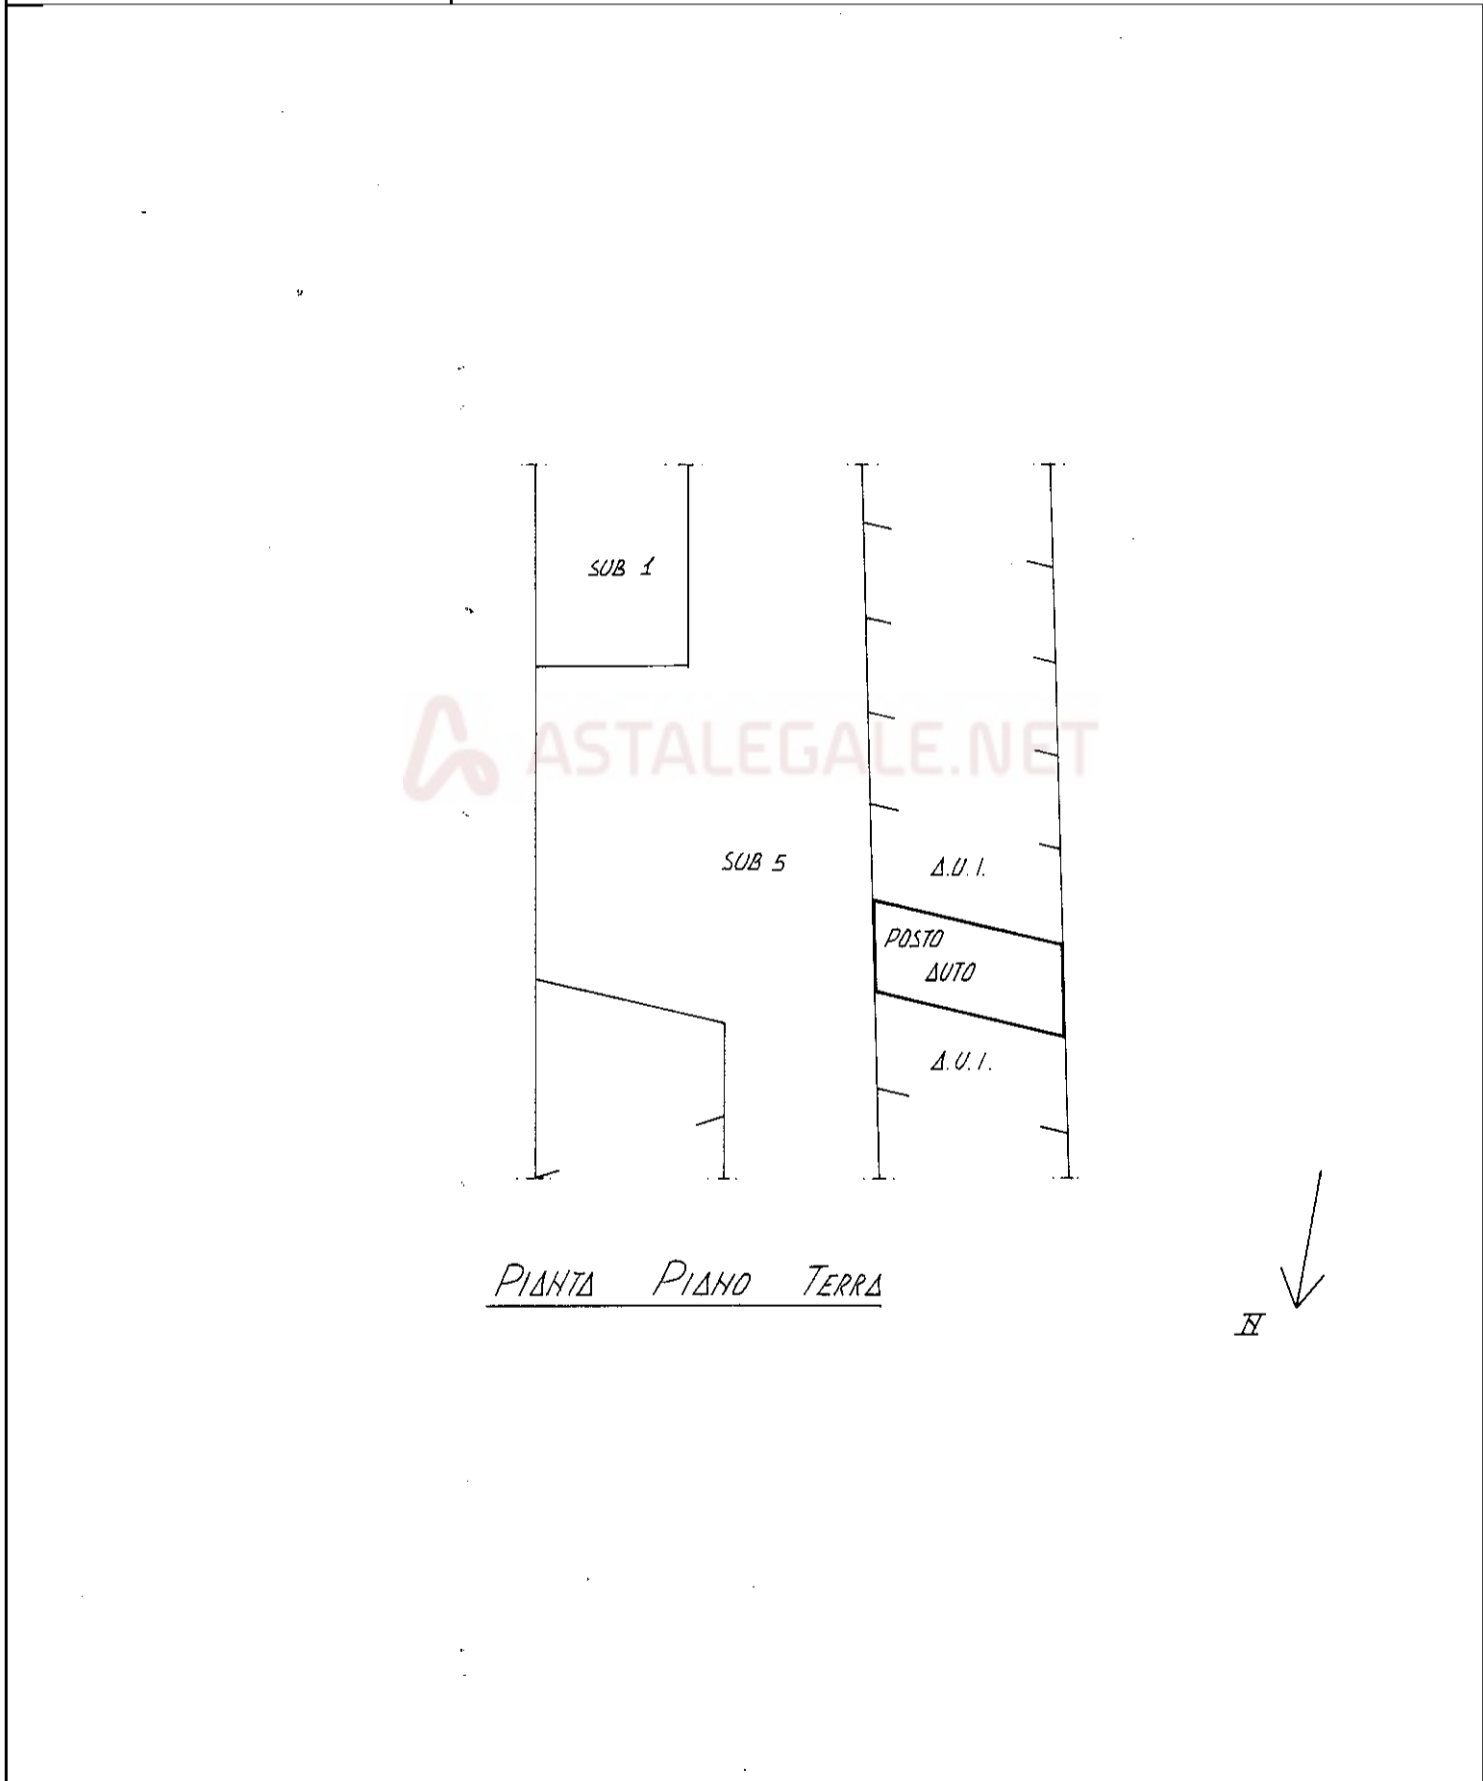 SUB 1
ASTALEGALE.NET
SUB 5
A.U.I.
POSTO
AUTO
A.U.I.
PIANTA PIANO TERRA
N